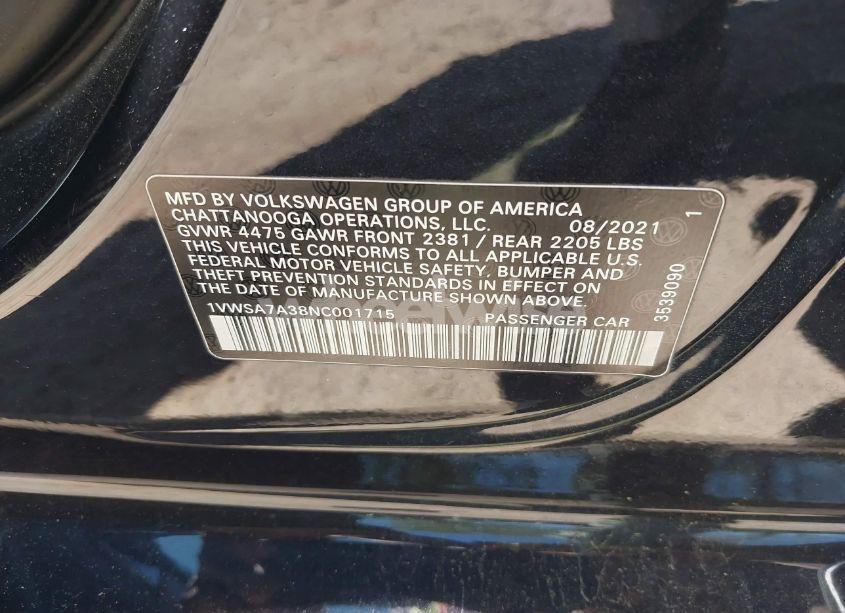 MFD BY VOLKSWAGEN GROUP OF AMERICA
CHATTANOOGA OPERATIONS, LLC. 08/2021
GVWR 4475 GAWR FRONT 2381 / REAR 2205 LBS
THIS VEHICLE CONFORMS TO ALL APPLICABLE U.S.
FEDERAL MOTOR VEHICLE SAFETY, BUMPER AND
THEFT PREVENTION STANDARDS IN EFFECT ON
THE DATE OF MANUFACTURE SHOWN ABOVE.
1VWSA7A38NC001715 PASSENGER CAR
3539090 1